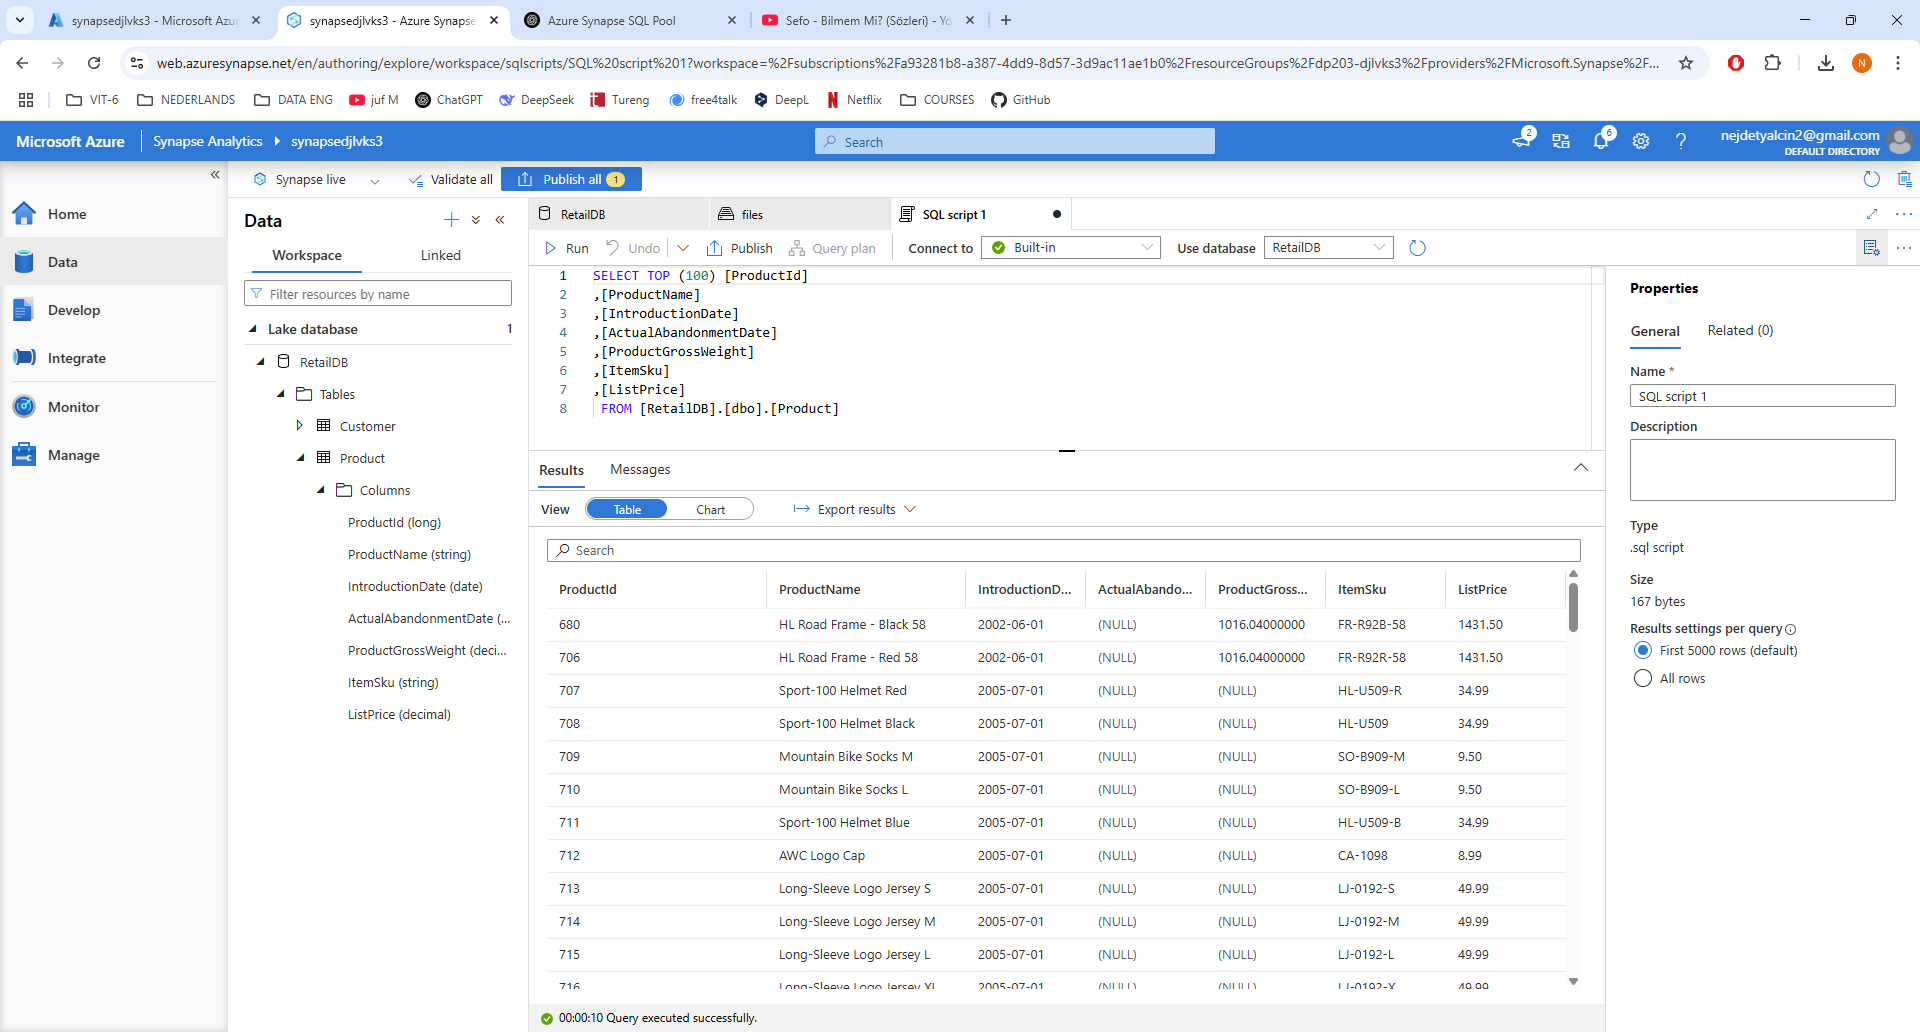 synapsedjlvks3 - Microsoft Azu
synapsedjlvks3 - Azure Synapse
Azure Synapse SQL Pool
Sefo - Bilmem Mi? (Sözleri) - Yo
web.azuresynapse.net/en/authoring/explore/workspace/sqlscripts/SQL%20script%201?workspace=%2Fsubscriptions%2Fa93281b8-a387-4dd9-8d57-3d9ac11ae1b0%2FresourceGroups%2Fdp203-djlvks3%2Fproviders%2FMicrosoft.Synapse%2F...
N
VIT-6
NEDERLANDS
DATA ENG
juf M
ChatGPT
DeepSeek
Tureng
free4talk
DeepL
Netflix
COURSES
GitHub
Microsoft Azure
Synapse Analytics
synapsedjlvks3
Search
2
6
nejdetyalcin2@gmail.com
DEFAULT DIRECTORY
Synapse live
Validate all
Publish all 1
Home
Data
Develop
Integrate
Monitor
Manage
Data
Workspace
Linked
Filter resources by name
Lake database 1
RetailDB
Tables
Customer
Product
Columns
ProductId (long)
ProductName (string)
IntroductionDate (date)
ActualAbandonmentDate (...
ProductGrossWeight (deci...
ItemSku (string)
ListPrice (decimal)
RetailDB
files
SQL script 1
Run
Undo
Publish
Query plan
Connect to
Built-in
Use database
RetailDB
1 SELECT TOP (100) [ProductId]
2 ,[ProductName]
3 ,[IntroductionDate]
4 ,[ActualAbandonmentDate]
5 ,[ProductGrossWeight]
6 ,[ItemSku]
7 ,[ListPrice]
8 FROM [RetailDB].[dbo].[Product]
Results
Messages
View
Table
Chart
Export results
Search
ProductId ProductName IntroductionD... ActualAbando... ProductGross... ItemSku ListPrice
680 HL Road Frame - Black 58 2002-06-01 (NULL) 1016.04000000 FR-R92B-58 1431.50
706 HL Road Frame - Red 58 2002-06-01 (NULL) 1016.04000000 FR-R92R-58 1431.50
707 Sport-100 Helmet Red 2005-07-01 (NULL) (NULL) HL-U509-R 34.99
708 Sport-100 Helmet Black 2005-07-01 (NULL) (NULL) HL-U509 34.99
709 Mountain Bike Socks M 2005-07-01 (NULL) (NULL) SO-B909-M 9.50
710 Mountain Bike Socks L 2005-07-01 (NULL) (NULL) SO-B909-L 9.50
711 Sport-100 Helmet Blue 2005-07-01 (NULL) (NULL) HL-U509-B 34.99
712 AWC Logo Cap 2005-07-01 (NULL) (NULL) CA-1098 8.99
713 Long-Sleeve Logo Jersey S 2005-07-01 (NULL) (NULL) LJ-0192-S 49.99
714 Long-Sleeve Logo Jersey M 2005-07-01 (NULL) (NULL) LJ-0192-M 49.99
715 Long-Sleeve Logo Jersey L 2005-07-01 (NULL) (NULL) LJ-0192-L 49.99
716 Long-Sleeve Logo Jersey XL 2005-07-01 (NULL) (NULL) LJ-0192-X 49.99
00:00:10 Query executed successfully.
Properties
General
Related (0)
Name *
SQL script 1
Description
Type
.sql script
Size
167 bytes
Results settings per query
First 5000 rows (default)
All rows